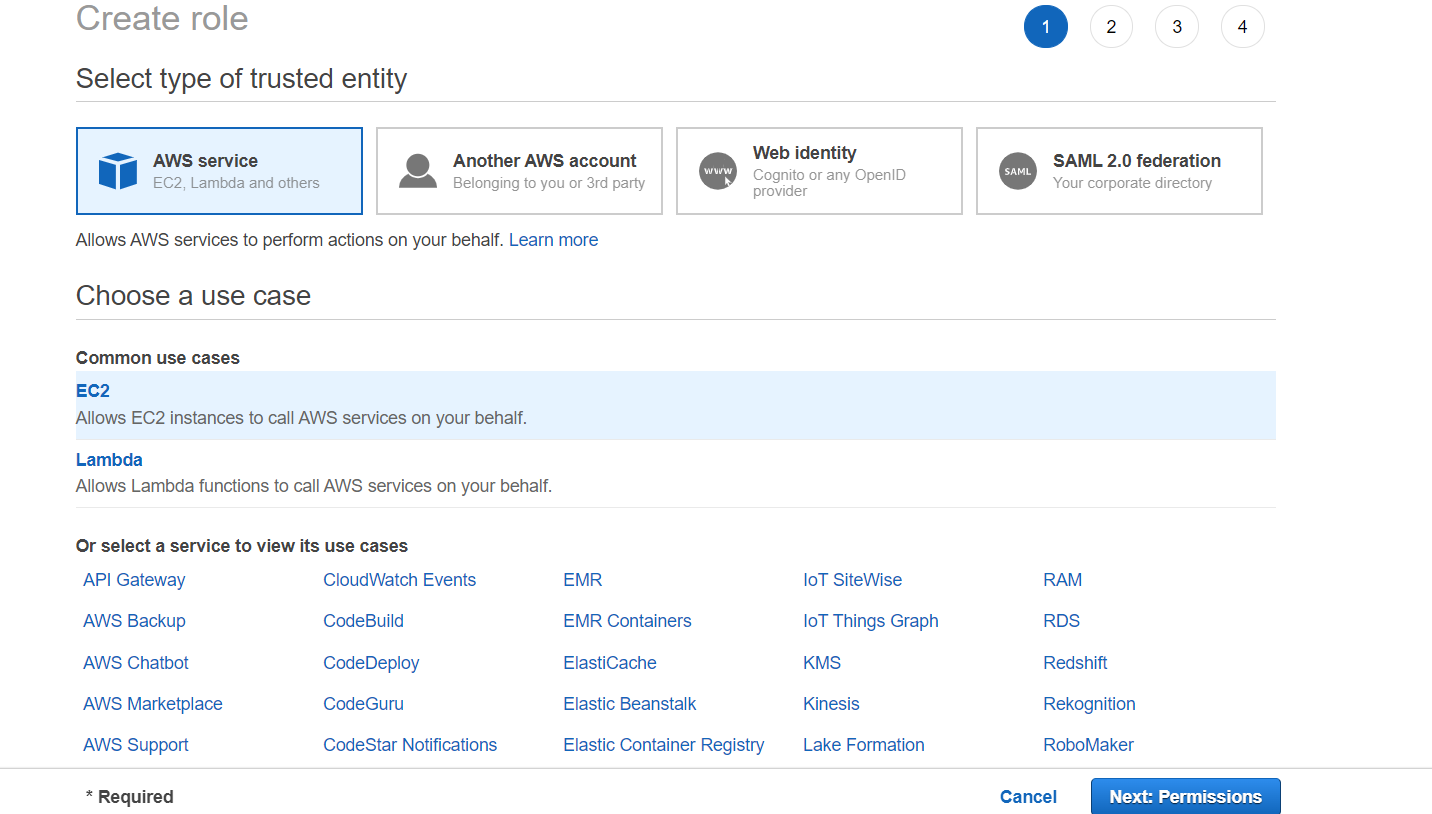 Create role
1 2 3 4
Select type of trusted entity
AWS service
EC2, Lambda and others
Another AWS account
Belonging to you or 3rd party
WWW
Web identity
Cognito or any OpenID
provider
SAML
SAML 2.0 federation
Your corporate directory
Allows AWS services to perform actions on your behalf. Learn more
Choose a use case
Common use cases
EC2
Allows EC2 instances to call AWS services on your behalf.
Lambda
Allows Lambda functions to call AWS services on your behalf.
Or select a service to view its use cases
API Gateway CloudWatch Events EMR IoT SiteWise RAM
AWS Backup CodeBuild EMR Containers IoT Things Graph RDS
AWS Chatbot CodeDeploy ElastiCache KMS Redshift
AWS Marketplace CodeGuru Elastic Beanstalk Kinesis Rekognition
AWS Support CodeStar Notifications Elastic Container Registry Lake Formation RoboMaker
* Required Cancel Next: Permissions